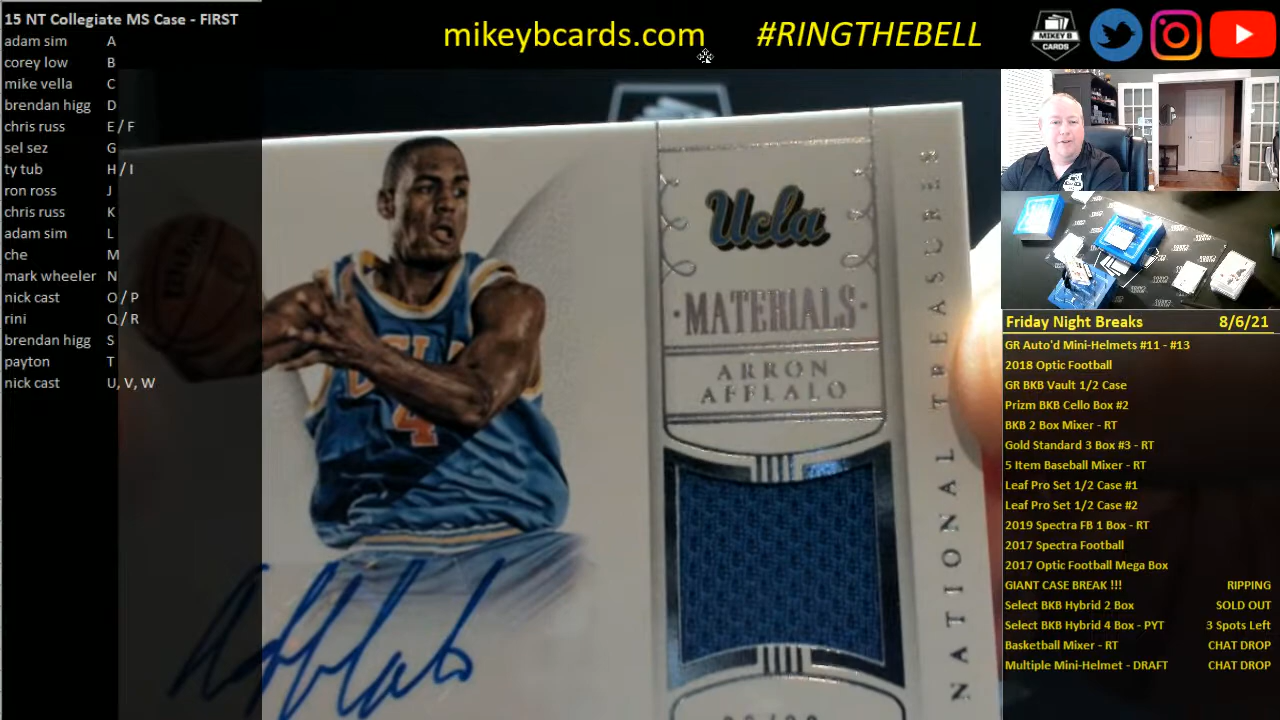 15 NT Collegiate MS Case - FIRST
adam sim A
corey low B
mike vella C
brendan higg D
chris russ E / F
sel sez G
ty tub H / I
ron ross J
chris russ K
adam sim L
che M
mark wheeler N
nick cast O / P
rini Q / R
brendan higg S
payton T
nick cast U, V, W
mikeybcards.com #RINGTHEBELL
MIKEY B
CARDS
Ucla
·MATERIALS·
ARRON
AFFLALO
NATIONAL TREASURES
UCLA
4
Friday Night Breaks 8/6/21
GR Auto'd Mini-Helmets #11 - #13
2018 Optic Football
GR BKB Vault 1/2 Case
Prizm BKB Cello Box #2
BKB 2 Box Mixer - RT
Gold Standard 3 Box #3 - RT
5 Item Baseball Mixer - RT
Leaf Pro Set 1/2 Case #1
Leaf Pro Set 1/2 Case #2
2019 Spectra FB 1 Box - RT
2017 Spectra Football
2017 Optic Football Mega Box
GIANT CASE BREAK !!! RIPPING
Select BKB Hybrid 2 Box SOLD OUT
Select BKB Hybrid 4 Box - PYT 3 Spots Left
Basketball Mixer - RT CHAT DROP
Multiple Mini-Helmet - DRAFT CHAT DROP